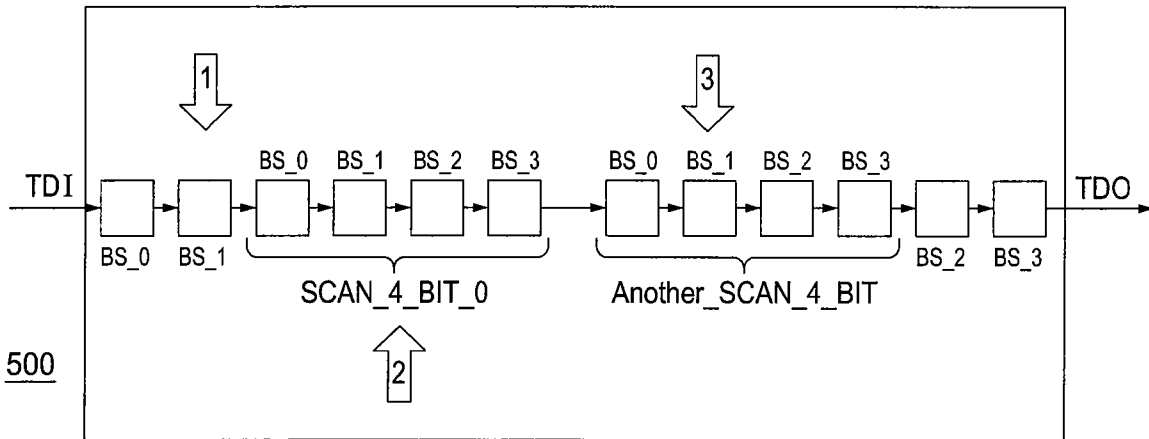 1
3
BS_0 BS_1 BS_2 BS_3
BS_0 BS_1 BS_2 BS_3
TDI
TDO
BS_0 BS_1
BS_2 BS_3
SCAN_4_BIT_0
Another_SCAN_4_BIT
500
2